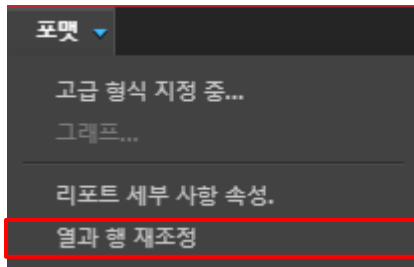 포맷
고급 형식 지정 중...
그래프...
리포트 세부 사항 속성.
열과 행 재조정